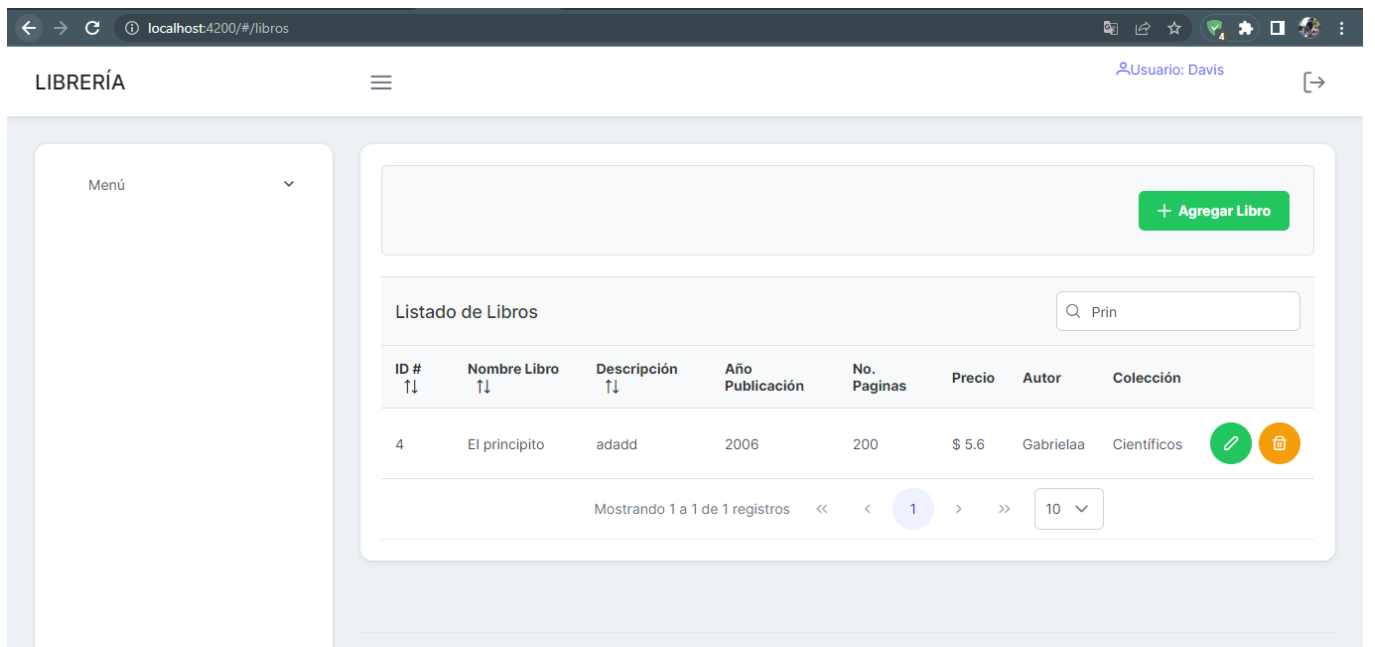 localhost:4200/#/libros
4
LIBRERÍA
Usuario: Davis
Menú
+ Agregar Libro
Listado de Libros
Prin
ID # Nombre Libro Descripción Año Publicación No. Paginas Precio Autor Colección
4 El principito adadd 2006 200 $ 5.6 Gabrielaa Científicos
Mostrando 1 a 1 de 1 registros << < 1 > >> 10